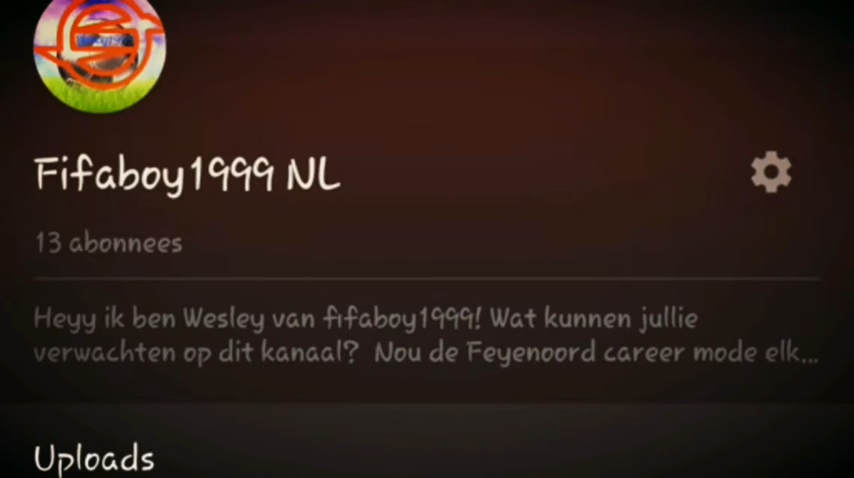 Fifaboy1999 NL
13 abonnees
Heyy ik ben Wesley van fifaboy1999! Wat kunnen jullie
verwachten op dit kanaal? Nou de Feyenoord career mode elk...
Uploads